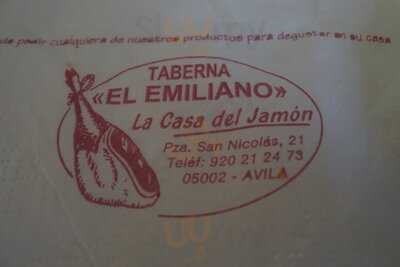 de pedir cualquiera de nuestros productos para degustar en su casa
TABERNA
«EL EMILIANO»
La Casa del Jamón
Pza. San Nicolás, 21
Teléf: 920 21 24 73
05002 - AVILA